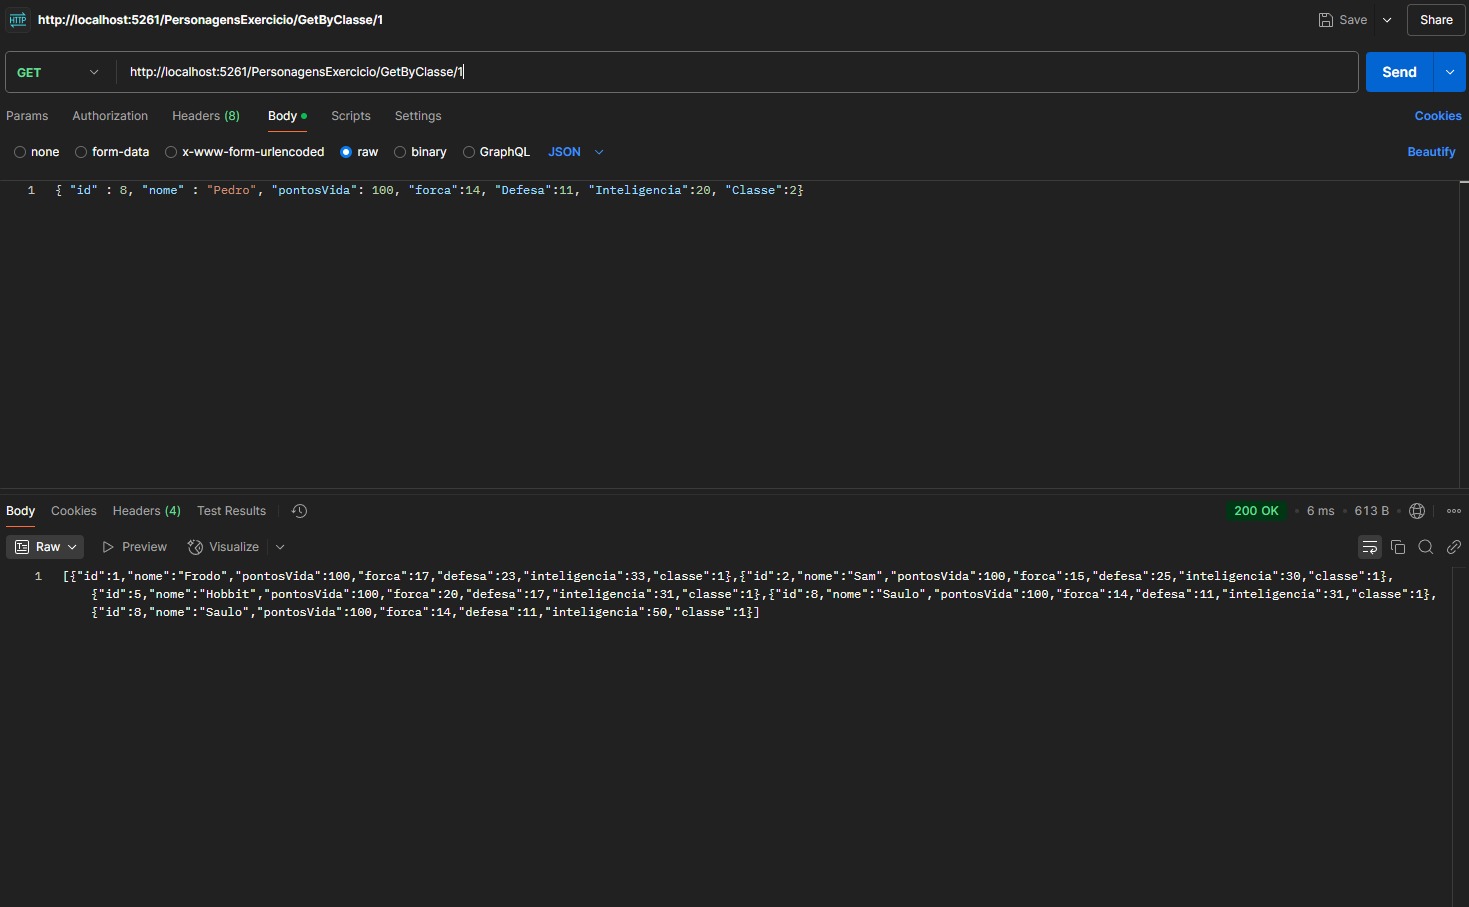 HTTP http://localhost:5261/PersonagensExercicio/GetByClasse/1 Save Share
GET http://localhost:5261/PersonagensExercicio/GetByClasse/1 Send
Params Authorization Headers (8) Body Scripts Settings Cookies
none form-data x-www-form-urlencoded raw binary GraphQL JSON Beautify
1 { "id" : 8, "nome" : "Pedro", "pontosVida": 100, "forca":14, "Defesa":11, "Inteligencia":20, "Classe":2}
Body Cookies Headers (4) Test Results 200 OK 6 ms 613 B
Raw Preview Visualize
1 [{"id":1,"nome":"Frodo","pontosVida":100,"forca":17,"defesa":23,"inteligencia":33,"classe":1},{"id":2,"nome":"Sam","pontosVida":100,"forca":15,"defesa":25,"inteligencia":30,"classe":1},
{"id":5,"nome":"Hobbit","pontosVida":100,"forca":20,"defesa":17,"inteligencia":31,"classe":1},{"id":8,"nome":"Saulo","pontosVida":100,"forca":14,"defesa":11,"inteligencia":31,"classe":1},
{"id":8,"nome":"Saulo","pontosVida":100,"forca":14,"defesa":11,"inteligencia":50,"classe":1}]